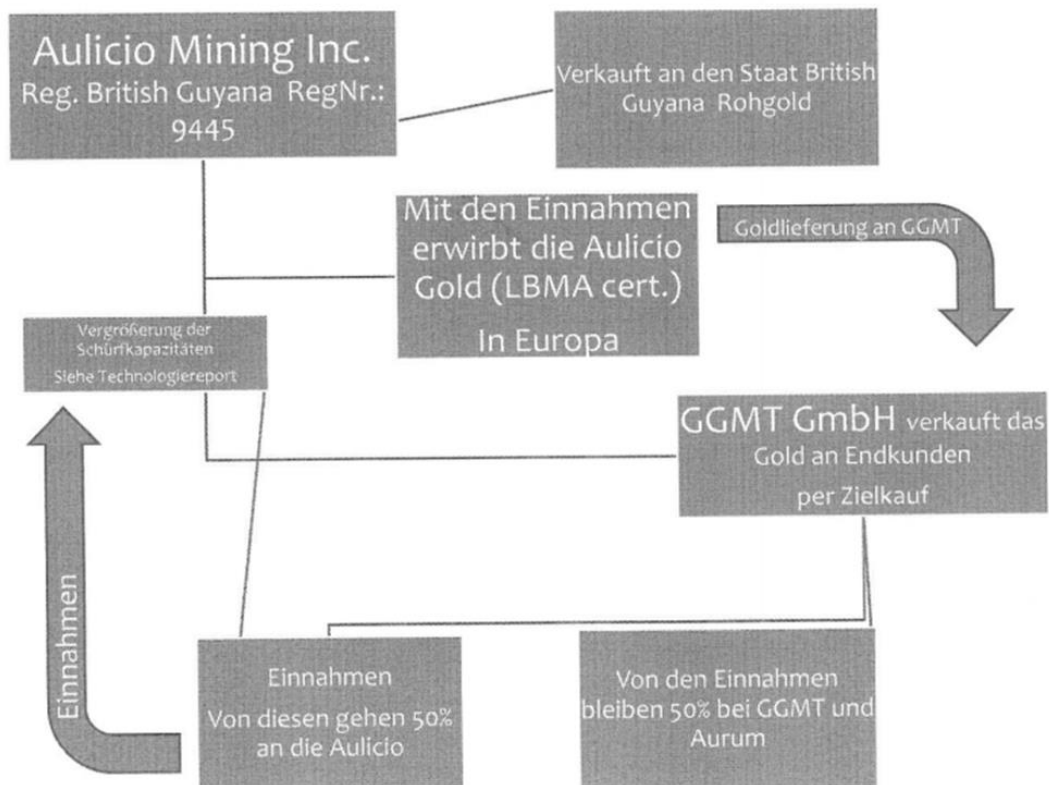 Aulicio Mining Inc.
Reg. British Guyana RegNr.:
9445
Verkauft an den Staat British
Guyana Rohgold
Mit den Einnahmen
erwirbt die Aulicio
Gold (LBMA cert.)
In Europa
Goldlieferung an GGMT
Vergrößerung der
Schürfkapazitäten
Siehe Technologiereport
GGMT GmbH verkauft das
Gold an Endkunden
per Zielkauf
Einnahmen
Einnahmen
Von diesen gehen 50%
an die Aulicio
Von den Einnahmen
bleiben 50% bei GGMT und
Aurum